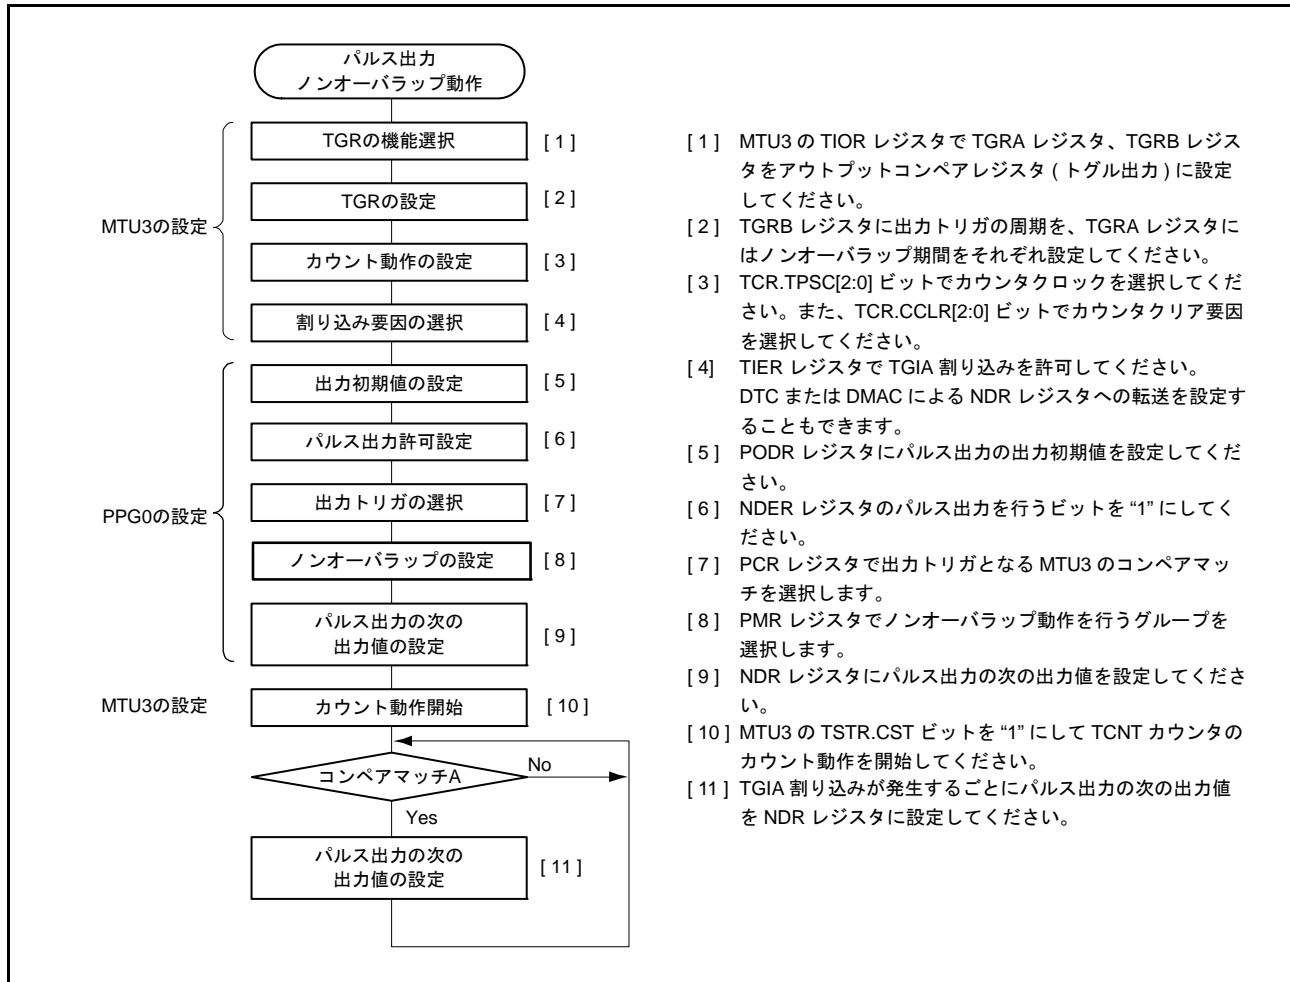 パルス出力
ノンオーバラップ動作
MTU3の設定
TGRの機能選択 [ 1 ]
TGRの設定 [ 2 ]
カウント動作の設定 [ 3 ]
割り込み要因の選択 [ 4 ]
PPG0の設定
出力初期値の設定 [ 5 ]
パルス出力許可設定 [ 6 ]
出力トリガの選択 [ 7 ]
ノンオーバラップの設定 [ 8 ]
パルス出力の次の
出力値の設定 [ 9 ]
MTU3の設定
カウント動作開始 [ 10 ]
コンペアマッチA
No
Yes
パルス出力の次の
出力値の設定 [ 11 ]
[ 1 ] MTU3 の TIOR レジスタで TGRA レジスタ、TGRB レジス
タをアウトプットコンペアレジスタ ( トグル出力 ) に設定
してください。
[ 2 ] TGRB レジスタに出力トリガの周期を、TGRA レジスタに
はノンオーバラップ期間をそれぞれ設定してください。
[ 3 ] TCR.TPSC[2:0] ビットでカウンタクロックを選択してくだ
さい。また、TCR.CCLR[2:0] ビットでカウンタクリア要因
を選択してください。
[ 4] TIER レジスタで TGIA 割り込みを許可してください。
DTC または DMAC による NDR レジスタへの転送を設定す
ることもできます。
[ 5 ] PODR レジスタにパルス出力の出力初期値を設定してくだ
さい。
[ 6 ] NDER レジスタのパルス出力を行うビットを “1” にしてく
ださい。
[ 7 ] PCR レジスタで出力トリガとなる MTU3 のコンペアマッ
チを選択します。
[ 8 ] PMR レジスタでノンオーバラップ動作を行うグループを
選択します。
[ 9 ] NDR レジスタにパルス出力の次の出力値を設定してくださ
い。
[ 10 ] MTU3 の TSTR.CST ビットを “1” にして TCNT カウンタの
カウント動作を開始してください。
[ 11 ] TGIA 割り込みが発生するごとにパルス出力の次の出力値
を NDR レジスタに設定してください。